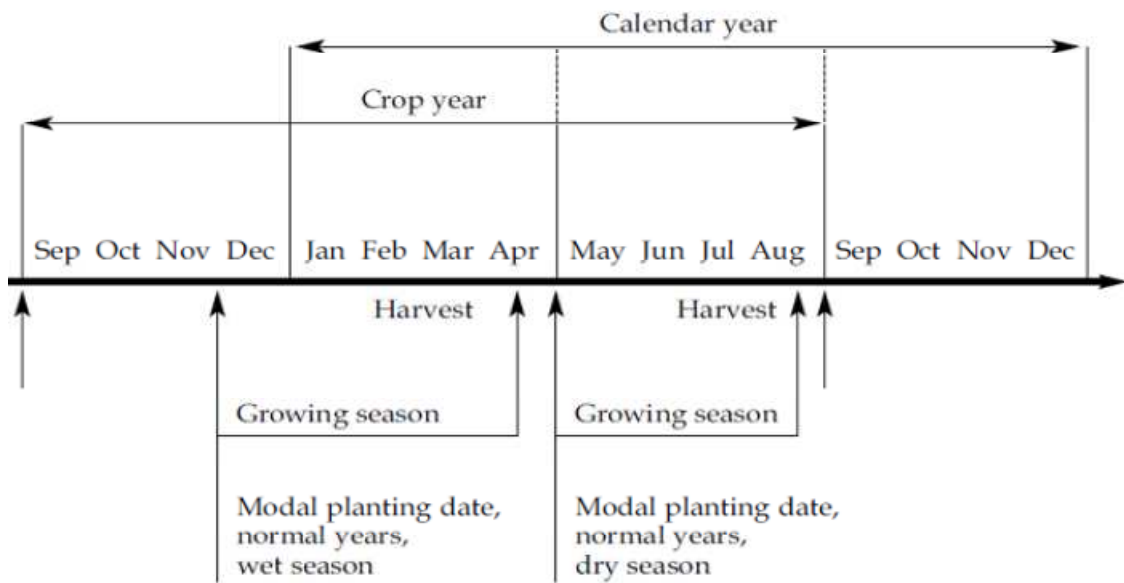 Calendar year
Crop year
Sep Oct Nov Dec Jan Feb Mar Apr May Jun Jul Aug Sep Oct Nov Dec
Harvest Harvest
Growing season Growing season
Modal planting date,
normal years,
wet season
Modal planting date,
normal years,
dry season